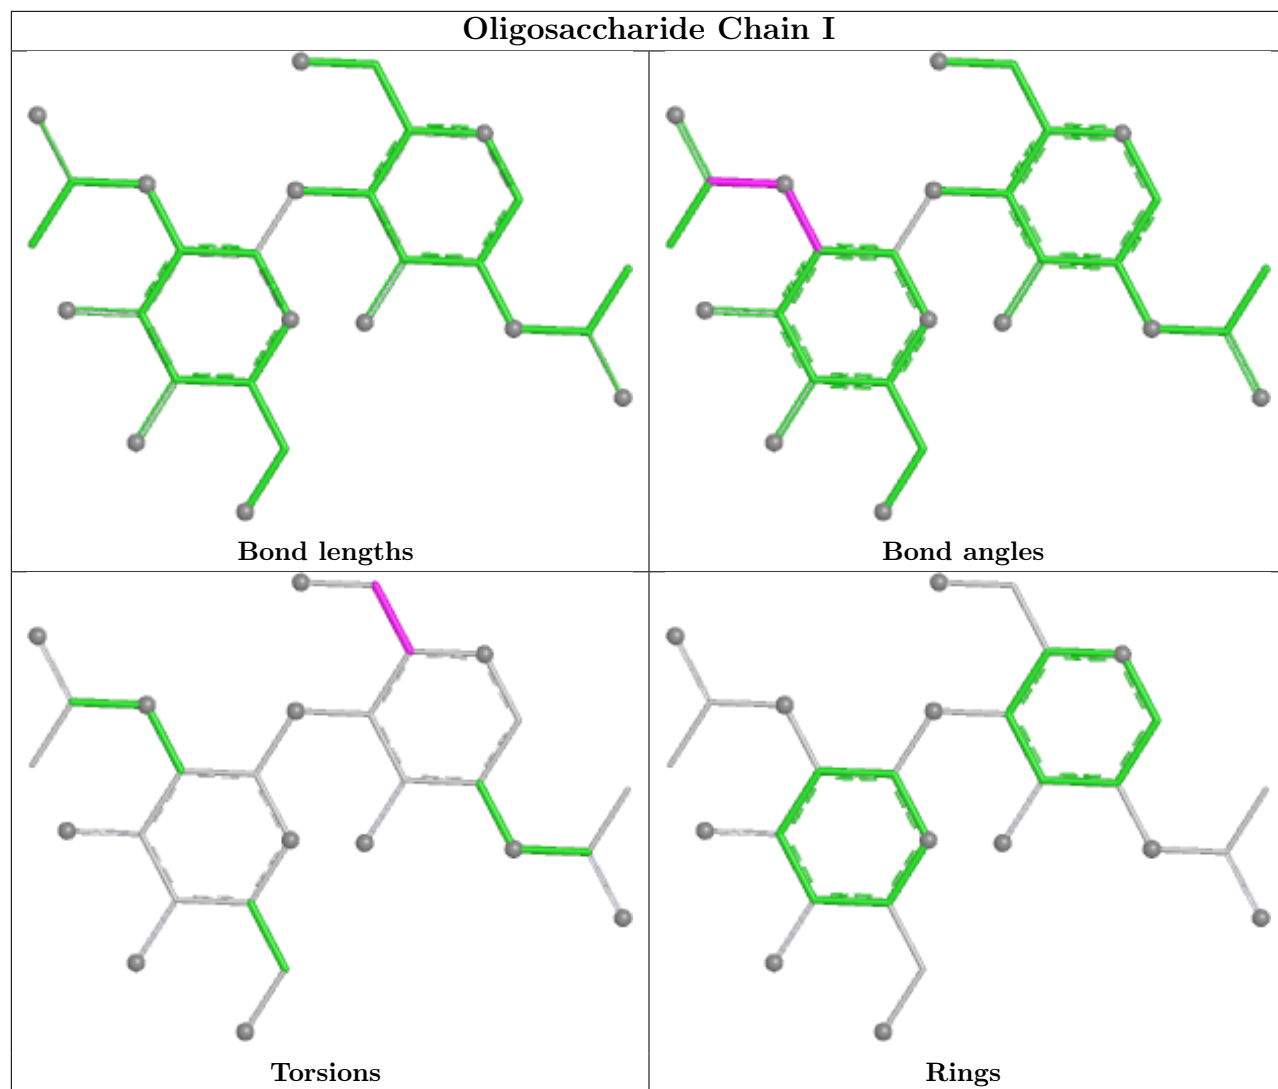 Oligosaccharide Chain I
Bond lengths
Bond angles
Torsions
Rings